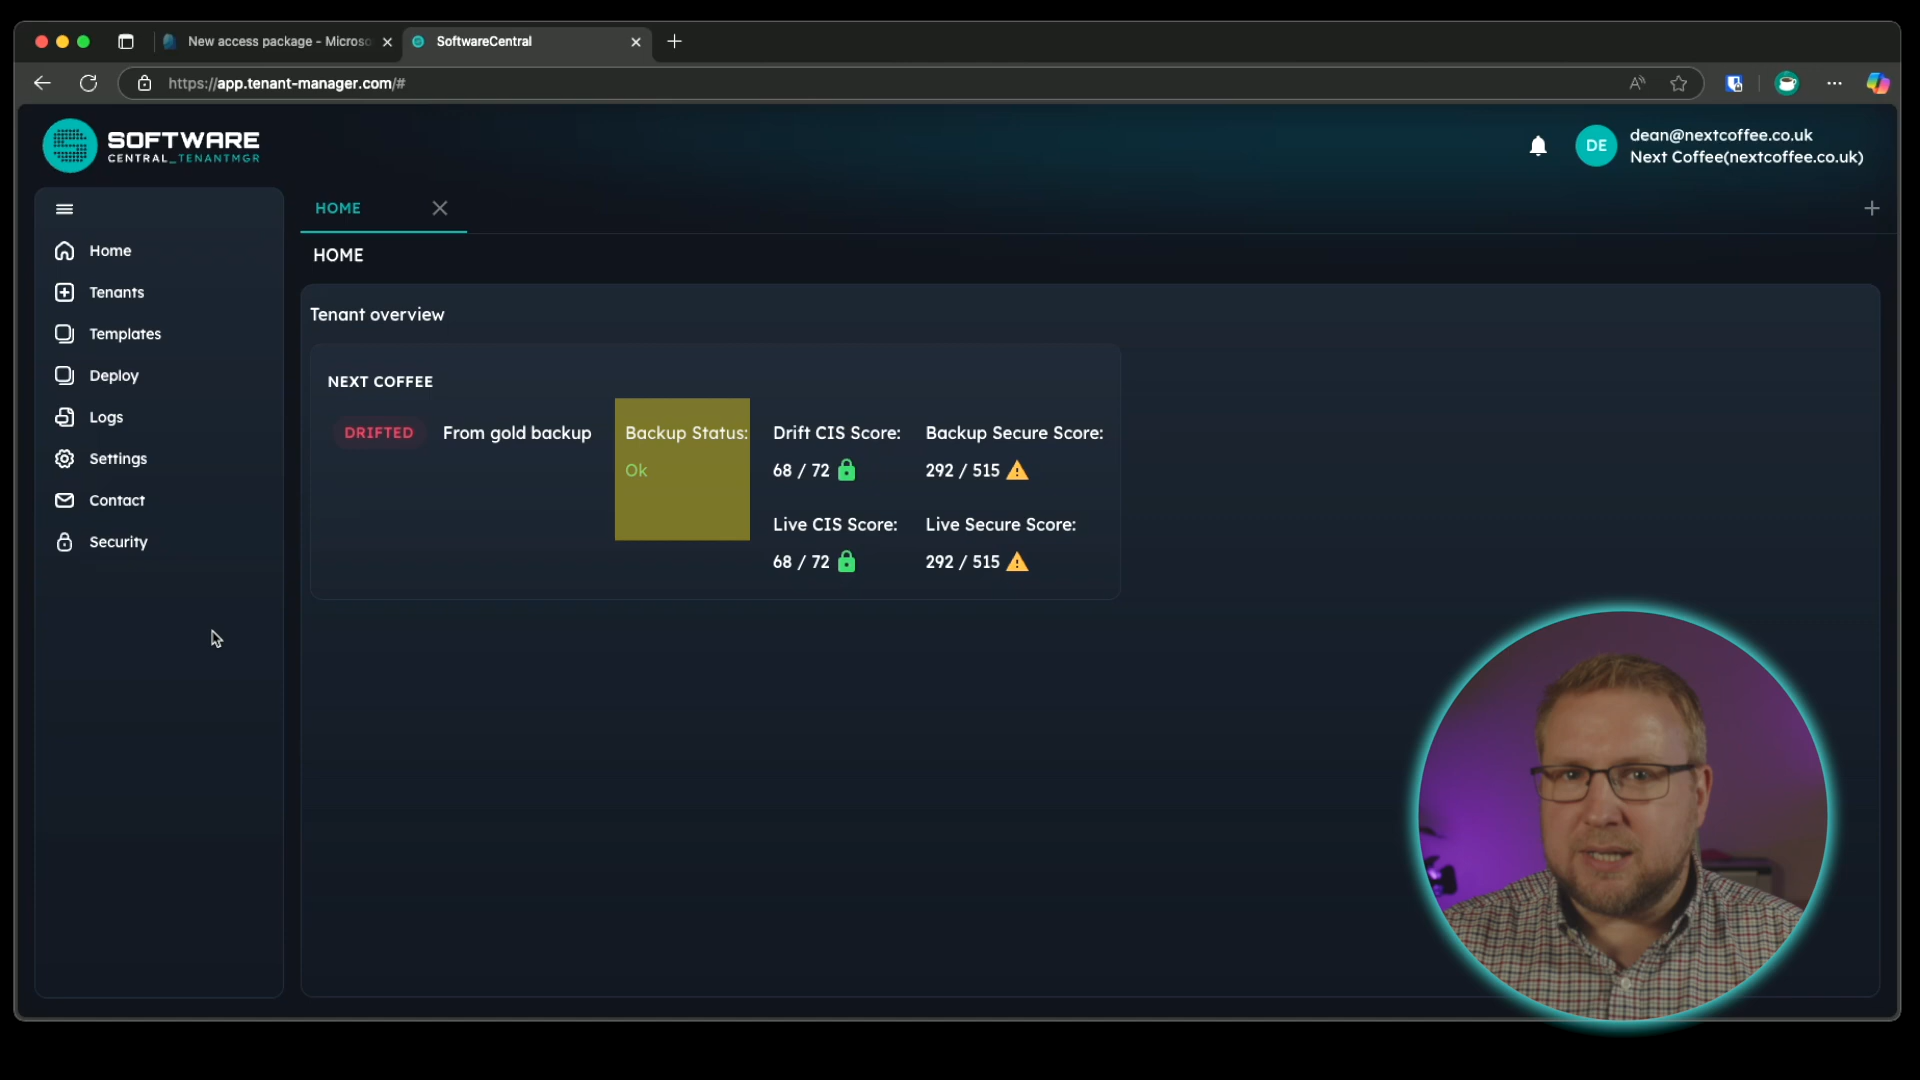 New access package - Microso
SoftwareCentral
https://app.tenant-manager.com/#
SOFTWARE
CENTRAL_TENANTMGR
DE
dean@nextcoffee.co.uk
Next Coffee(nextcoffee.co.uk)
Home
Tenants
Templates
Deploy
Logs
Settings
Contact
Security
HOME
HOME
Tenant overview
NEXT COFFEE
DRIFTED
From gold backup
Backup Status:
Ok
Drift CIS Score:
68 / 72
Backup Secure Score:
292 / 515
Live CIS Score:
68 / 72
Live Secure Score:
292 / 515